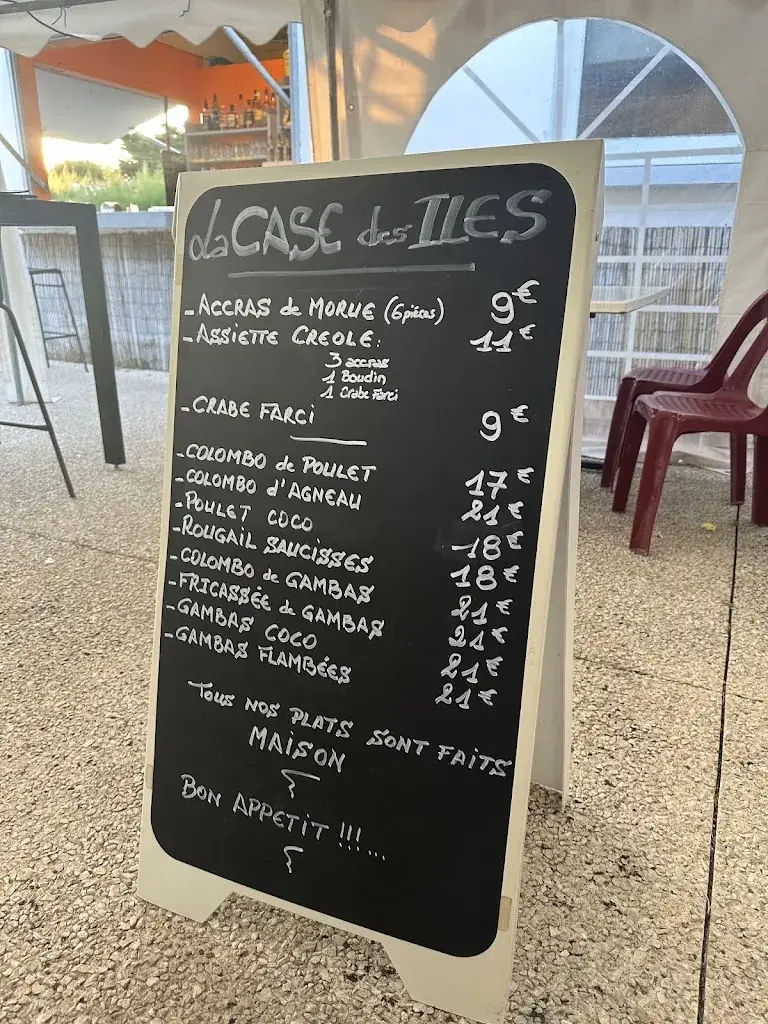 La CASE des ILES
- ACCRAS de MORUE (6 pièces) 9€
- ASSIETTE CREOLE: 11€
3 accras
1 Boudin
1 Crabe Farci
- CRABE FARCI 9€
- COLOMBO de POULET 17€
- COLOMBO d'AGNEAU 21€
- POULET COCO 18€
- ROUGAIL SAUCISSES 18€
- COLOMBO de GAMBAS 21€
- FRICASSÉE de GAMBAS 21€
- GAMBAS COCO 21€
- GAMBAS FLAMBÉES 21€
TOUS NOS PLATS SONT FAITS
MAISON
BON APPETIT !!!......